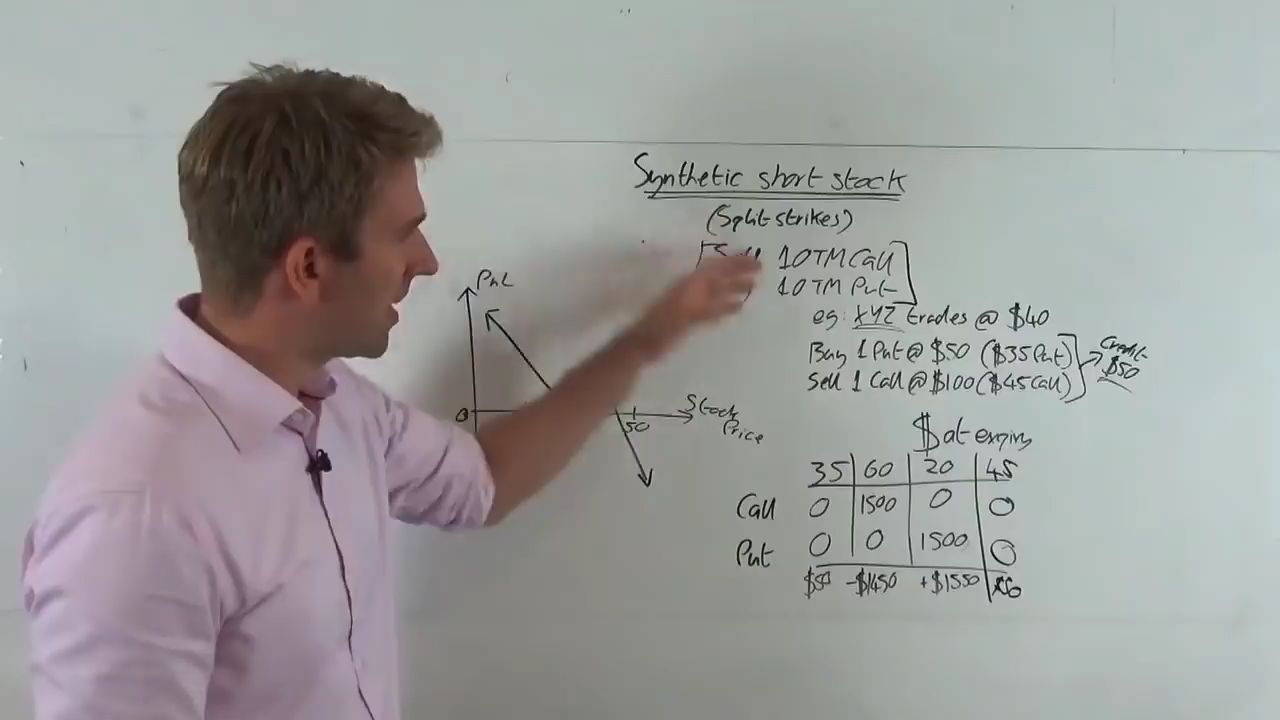 Synthetic short stock
(Split strikes)
1 OTM Call
1 OTM Put
eg: XYZ trades @ $40
Buy 1 Put @ $50 ($35 Put)
Sell 1 Call @ $100 ($45 Call)
Credit
$50
PnL
0
50
Stock
Price
$ at expiry
35 60 20 45
Call 0 1500 0 0
Put 0 0 1500 0
$50 -$1450 +$1550